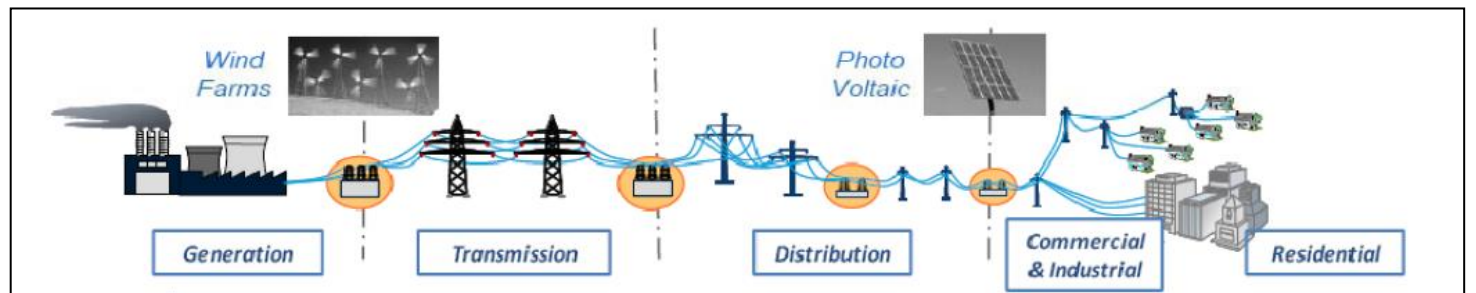 Wind
Farms
Photo
Voltaic
Generation
Transmission
Distribution
Commercial
& Industrial
Residential